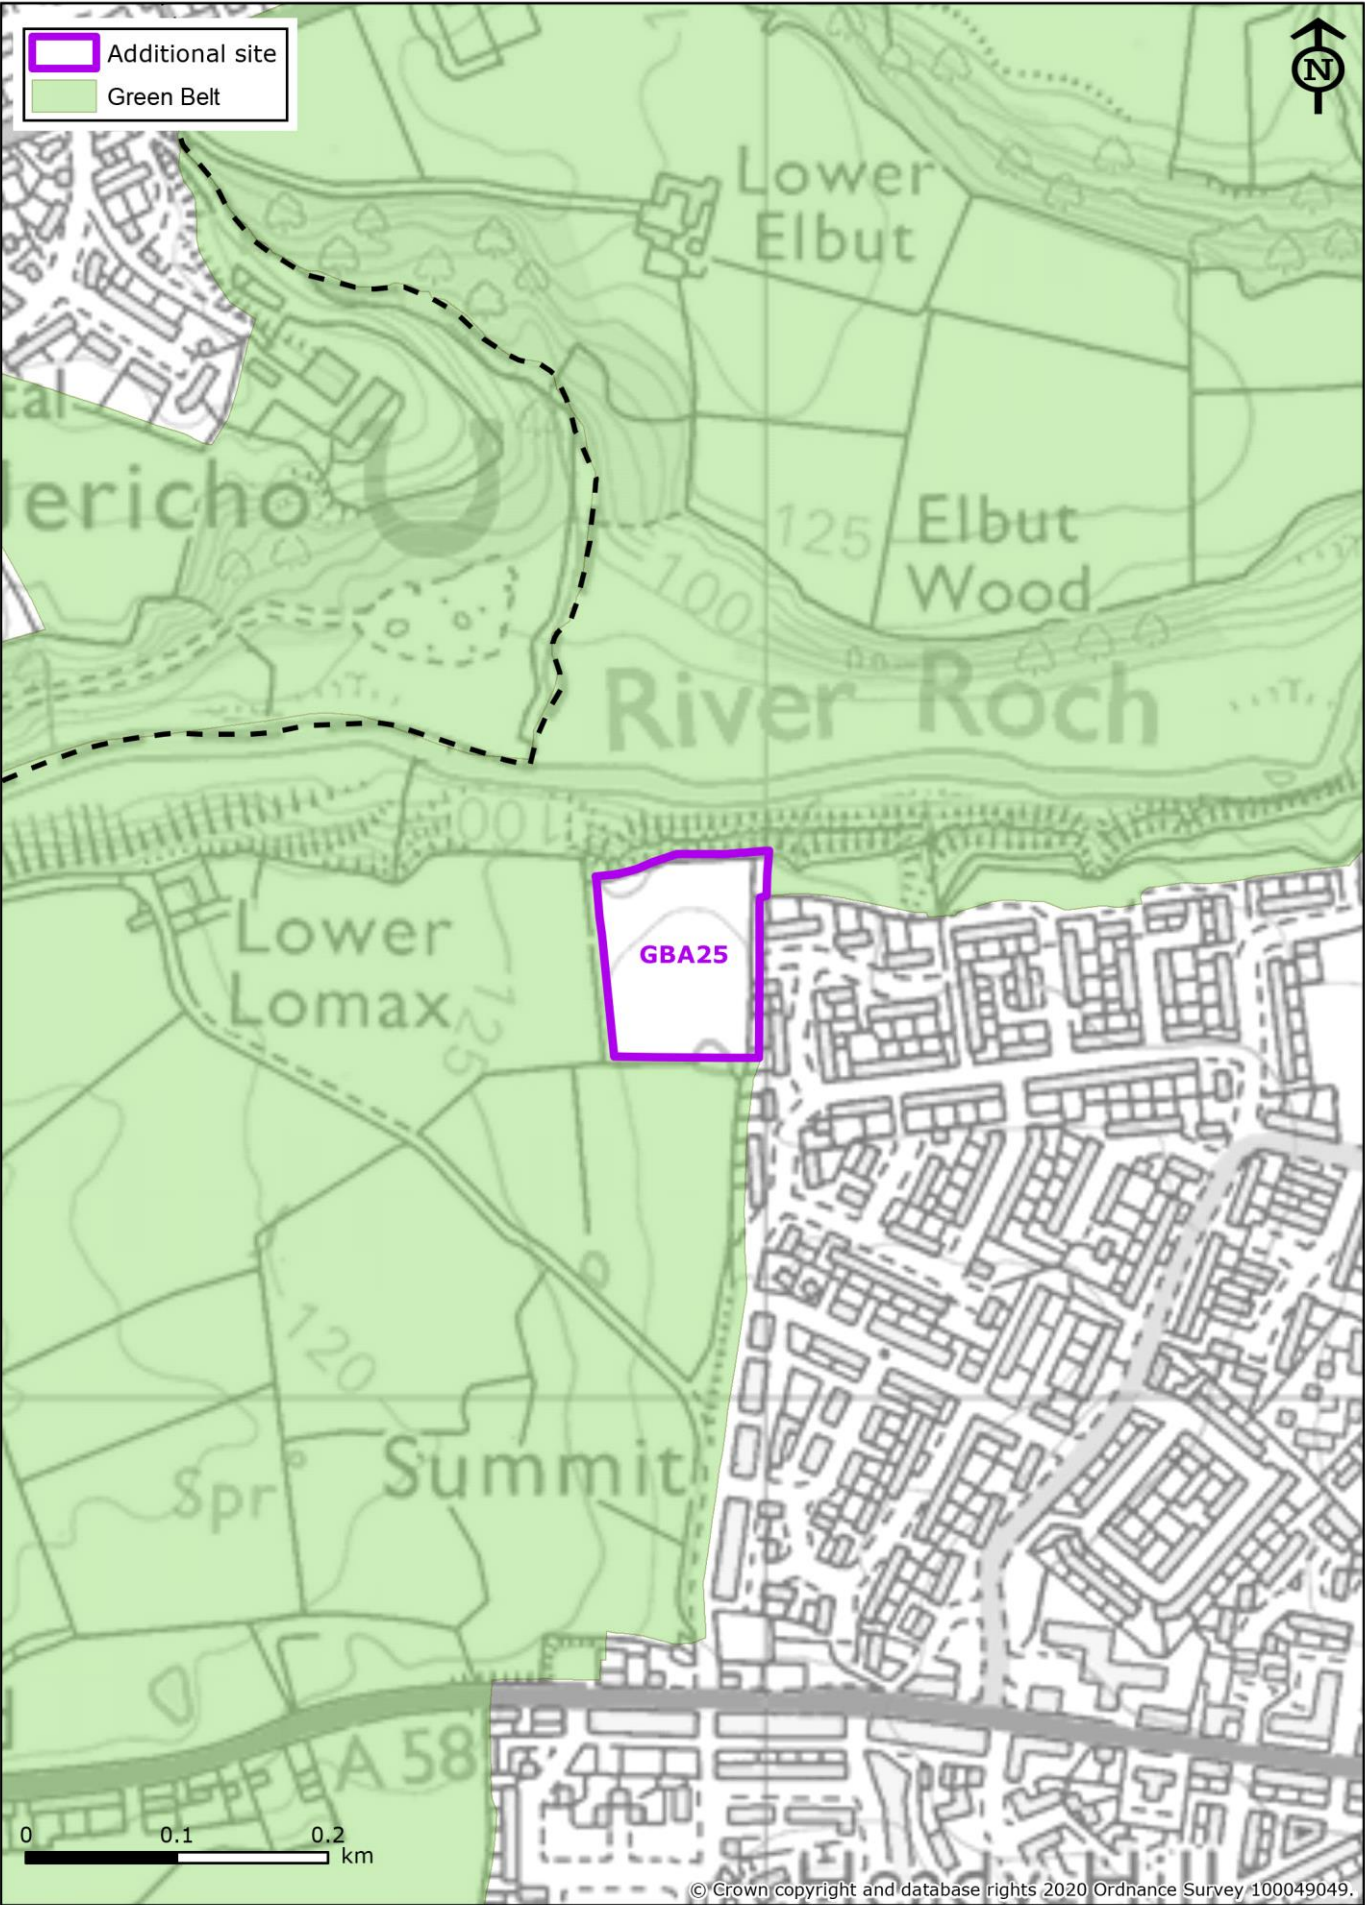 Additional site
Green Belt
N
Lower
Elbut
tal
Jericho
125
Elbut
Wood
100
River Roch
100
Lower
Lomax
125
GBA25
120
Summit
Spr
A 58
0 0.1 0.2
km
© Crown copyright and database rights 2020 Ordnance Survey 100049049.